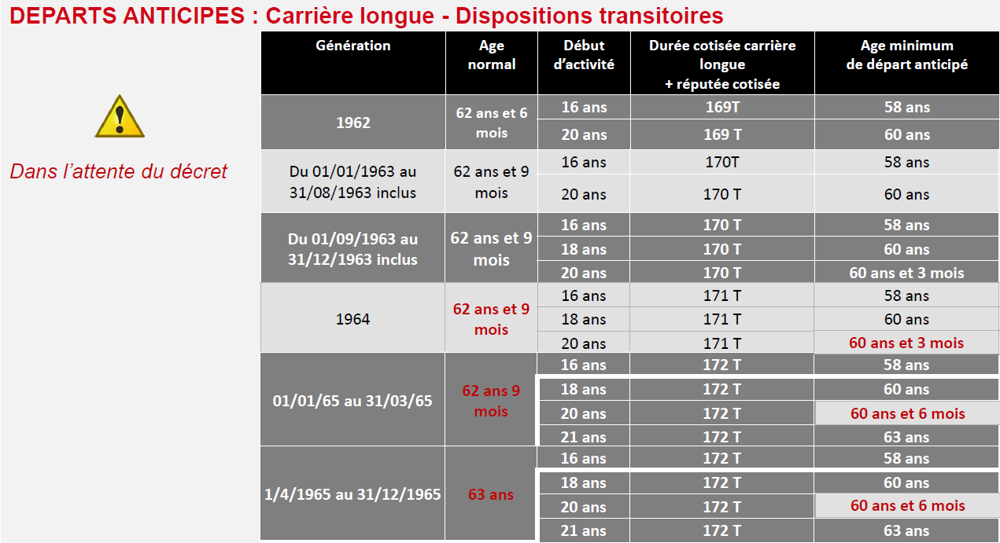 DEPARTS ANTICIPES : Carrière longue - Dispositions transitoires
Dans l'attente du décret
Génération
Age
normal
Début
d'activité
Durée cotisée carrière
longue
+ réputée cotisée
Age minimum
de départ anticipé
1962
62 ans et 6
mois
16 ans
169T
58 ans
20 ans
169 T
60 ans
Du 01/01/1963 au
31/08/1963 inclus
62 ans et 9
mois
16 ans
170T
58 ans
20 ans
170 T
60 ans
Du 01/09/1963 au
31/12/1963 inclus
62 ans et 9
mois
16 ans
170 T
58 ans
18 ans
170 T
60 ans
20 ans
170 T
60 ans et 3 mois
1964
62 ans et 9
mois
16 ans
171 T
58 ans
18 ans
171 T
60 ans
20 ans
171 T
60 ans et 3 mois
01/01/65 au 31/03/65
62 ans 9
mois
16 ans
172 T
58 ans
18 ans
172 T
60 ans
20 ans
172 T
60 ans et 6 mois
21 ans
172 T
63 ans
1/4/1965 au 31/12/1965
63 ans
16 ans
172 T
58 ans
18 ans
172 T
60 ans
20 ans
172 T
60 ans et 6 mois
21 ans
172 T
63 ans